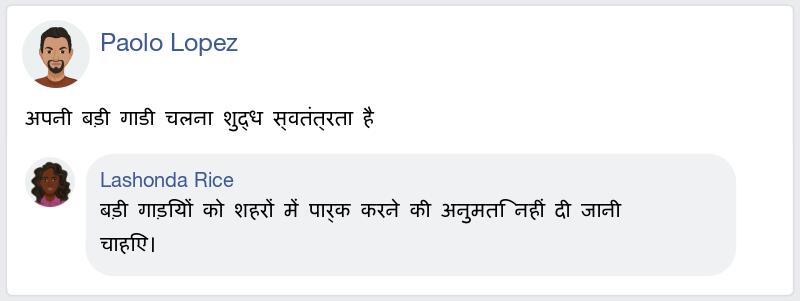 Paolo Lopez
अपनी बड़ी गाडी चलना शुद्ध स्वतंत्रता है
Lashonda Rice
बड़ी गाड़ियों को शहरों में पार्क करने की अनुमति नहीं दी जानी
चाहिए।